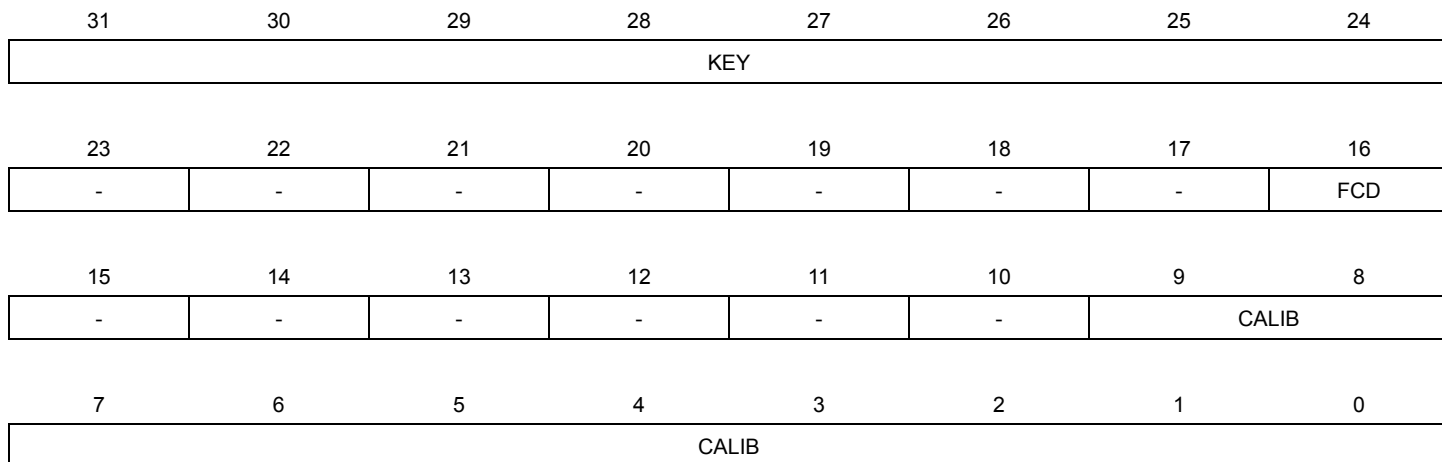 31 30 29 28 27 26 25 24
KEY
23 22 21 20 19 18 17 16
- - - - - - - FCD
15 14 13 12 11 10 9 8
- - - - - - CALIB
7 6 5 4 3 2 1 0
CALIB